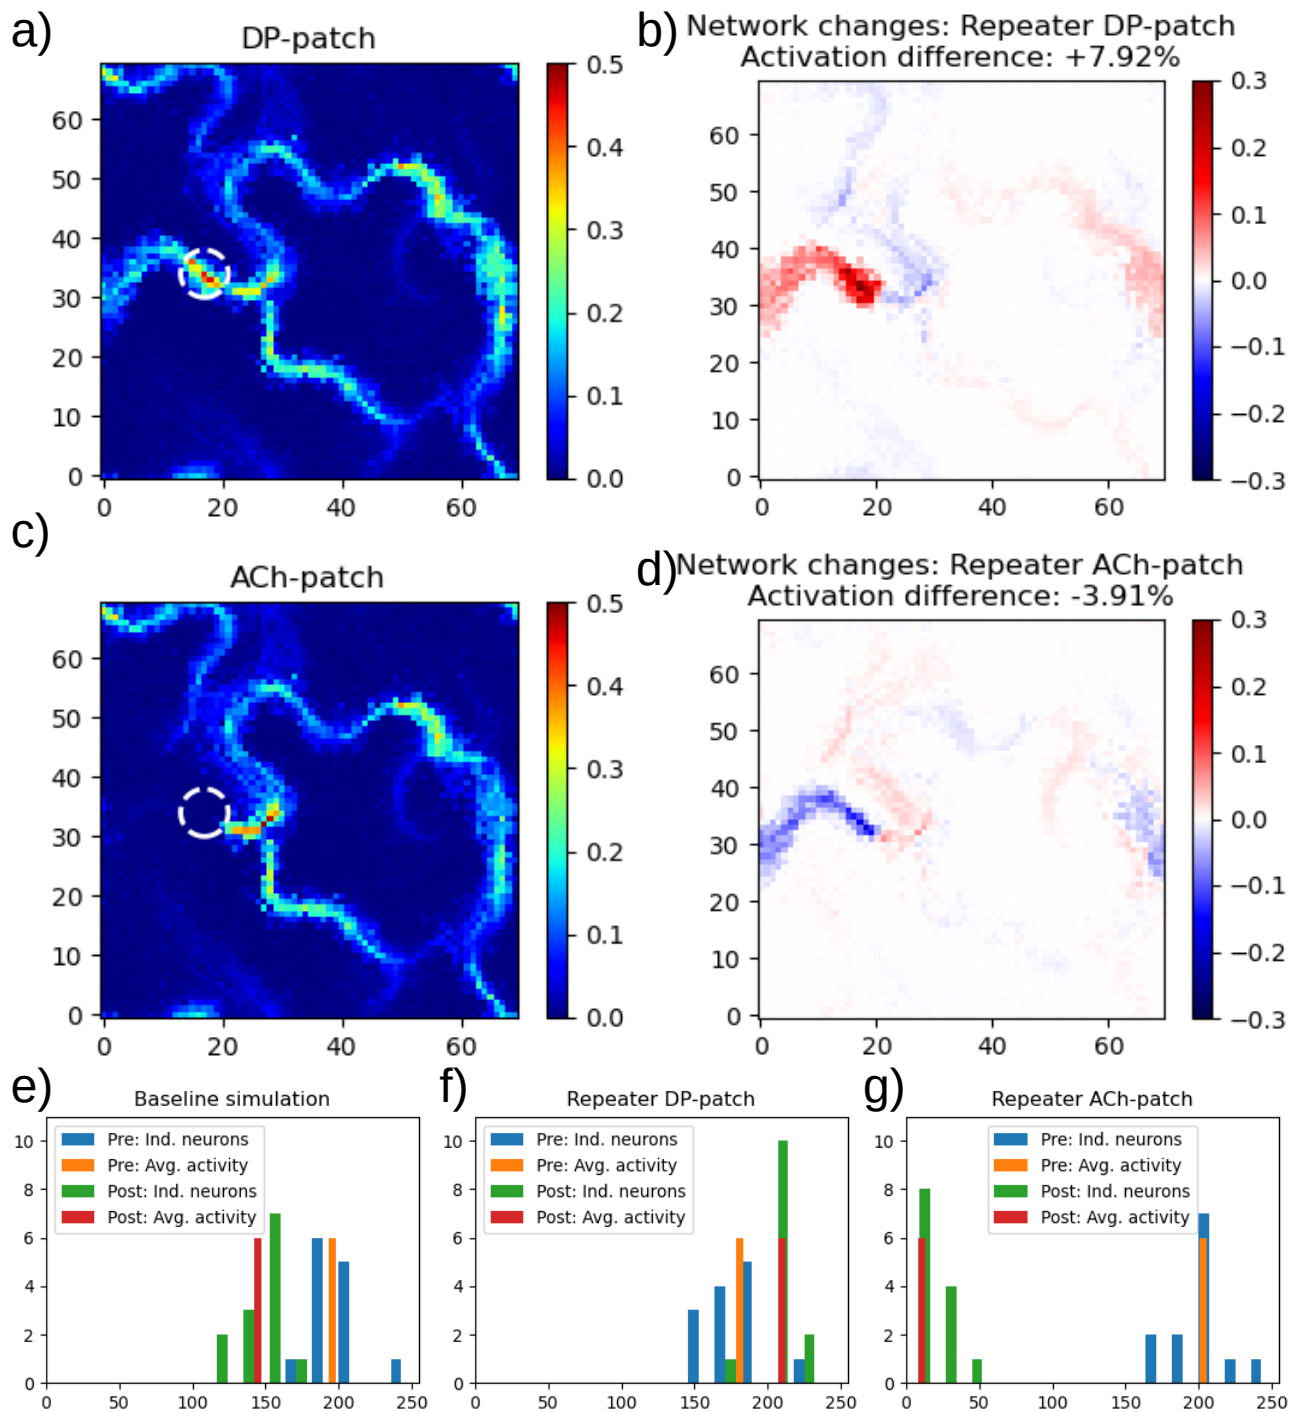 a)
DP-patch
60
50
40
30
20
10
0
0 20 40 60
0.5
0.4
0.3
0.2
0.1
0.0
b)
Network changes: Repeater DP-patch
Activation difference: +7.92%
60
50
40
30
20
10
0
0 20 40 60
0.3
0.2
0.1
0.0
−0.1
−0.2
−0.3
c)
ACh-patch
60
50
40
30
20
10
0
0 20 40 60
0.5
0.4
0.3
0.2
0.1
0.0
d)
Network changes: Repeater ACh-patch
Activation difference: -3.91%
60
50
40
30
20
10
0
0 20 40 60
0.3
0.2
0.1
0.0
−0.1
−0.2
−0.3
e)
Baseline simulation
10
8
6
4
2
0
Pre: Ind. neurons
Pre: Avg. activity
Post: Ind. neurons
Post: Avg. activity
0 50 100 150 200 250
f)
Repeater DP-patch
10
8
6
4
2
0
Pre: Ind. neurons
Pre: Avg. activity
Post: Ind. neurons
Post: Avg. activity
0 50 100 150 200 250
g)
Repeater ACh-patch
10
8
6
4
2
0
Pre: Ind. neurons
Pre: Avg. activity
Post: Ind. neurons
Post: Avg. activity
0 50 100 150 200 250